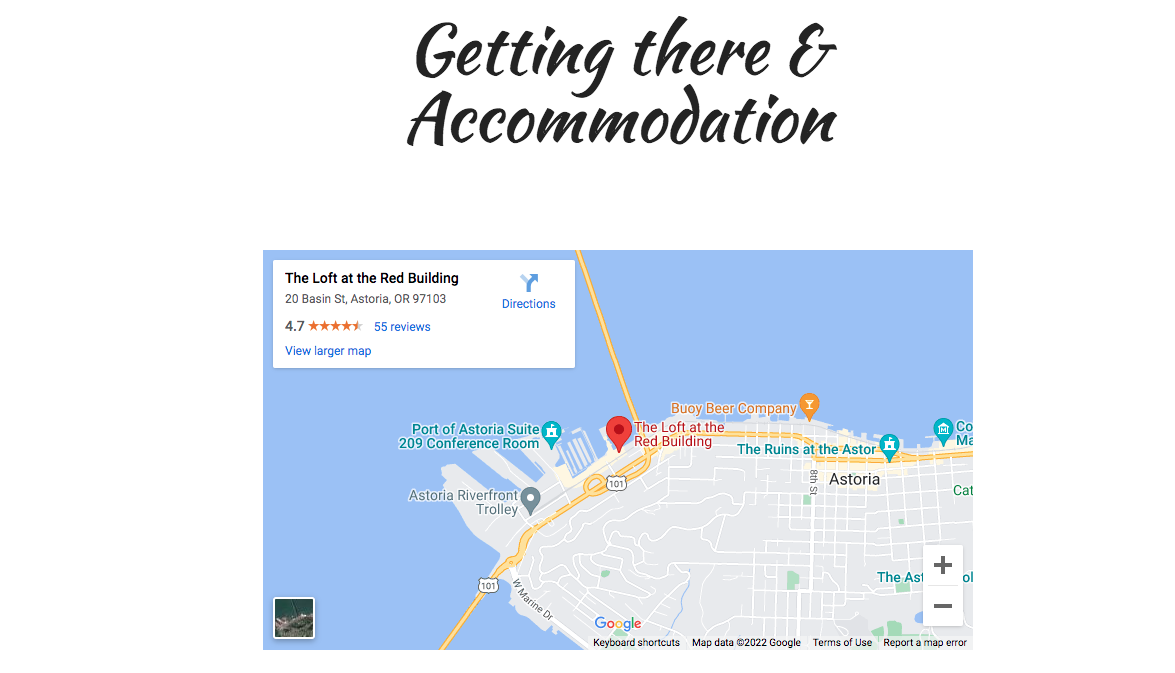 Getting there &
Accommodation
The Loft at the Red Building
20 Basin St, Astoria, OR 97103
Directions
4.7
55 reviews
View larger map
Buoy Beer Company
Port of Astoria Suite
209 Conference Room
The Loft at the
Red Building
The Ruins at the Astor
Co
Ma
Astoria
8th St
101
Cat
Astoria Riverfront
Trolley
101
W Marine Dr
The Ast
ol
Google
Keyboard shortcuts
Map data ©2022 Google
Terms of Use
Report a map error